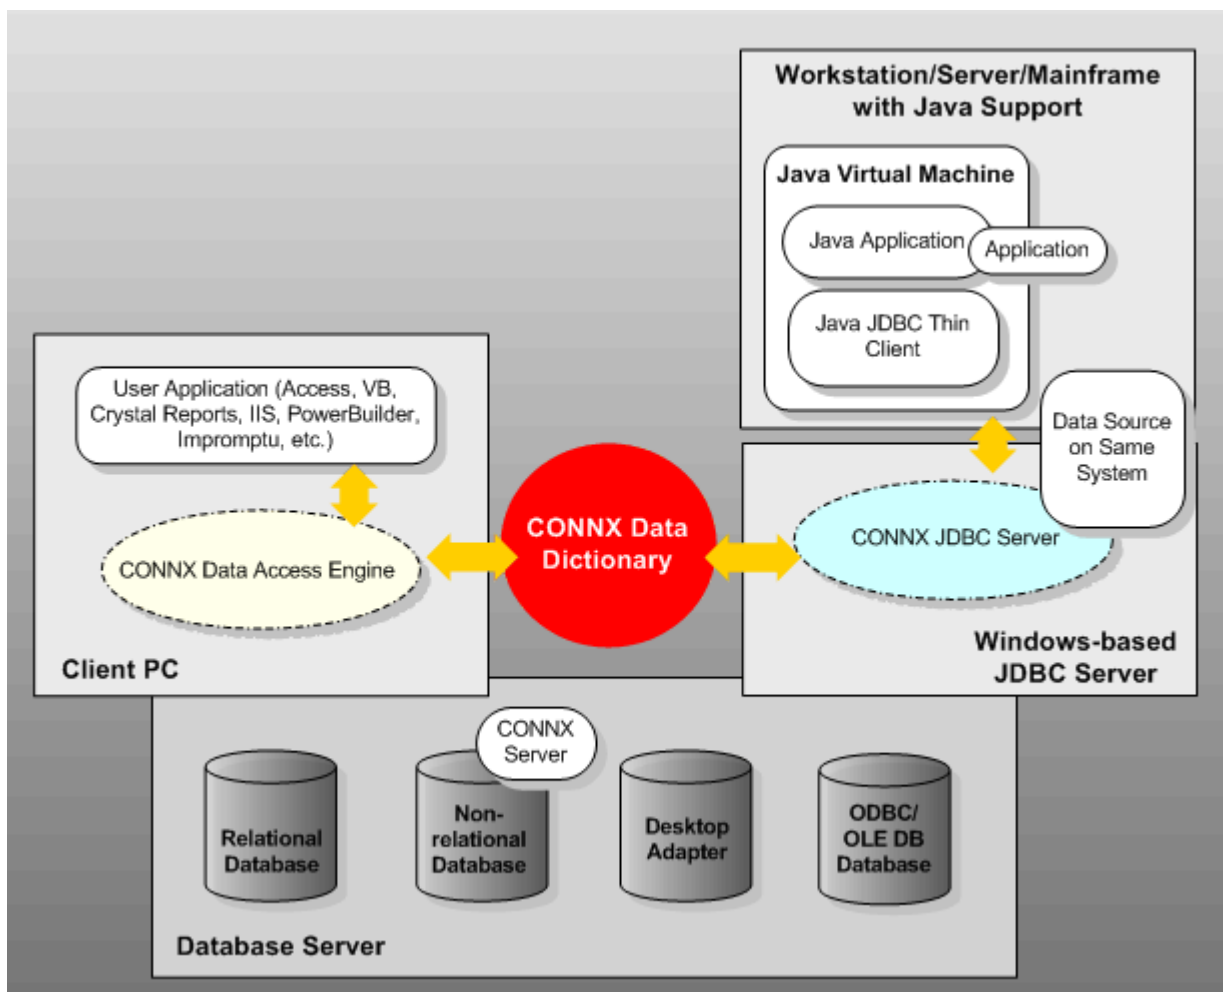 Workstation/Server/Mainframe
with Java Support
Java Virtual Machine
Java Application
Application
Java JDBC Thin
Client
User Application (Access, VB,
Crystal Reports, IIS, PowerBuilder,
Impromptu, etc.)
Data Source
on Same
System
CONNX Data
Dictionary
CONNX JDBC Server
CONNX Data Access Engine
Windows-based
JDBC Server
Client PC
CONNX
Server
Relational
Database
Non-
relational
Database
Desktop
Adapter
ODBC/
OLE DB
Database
Database Server